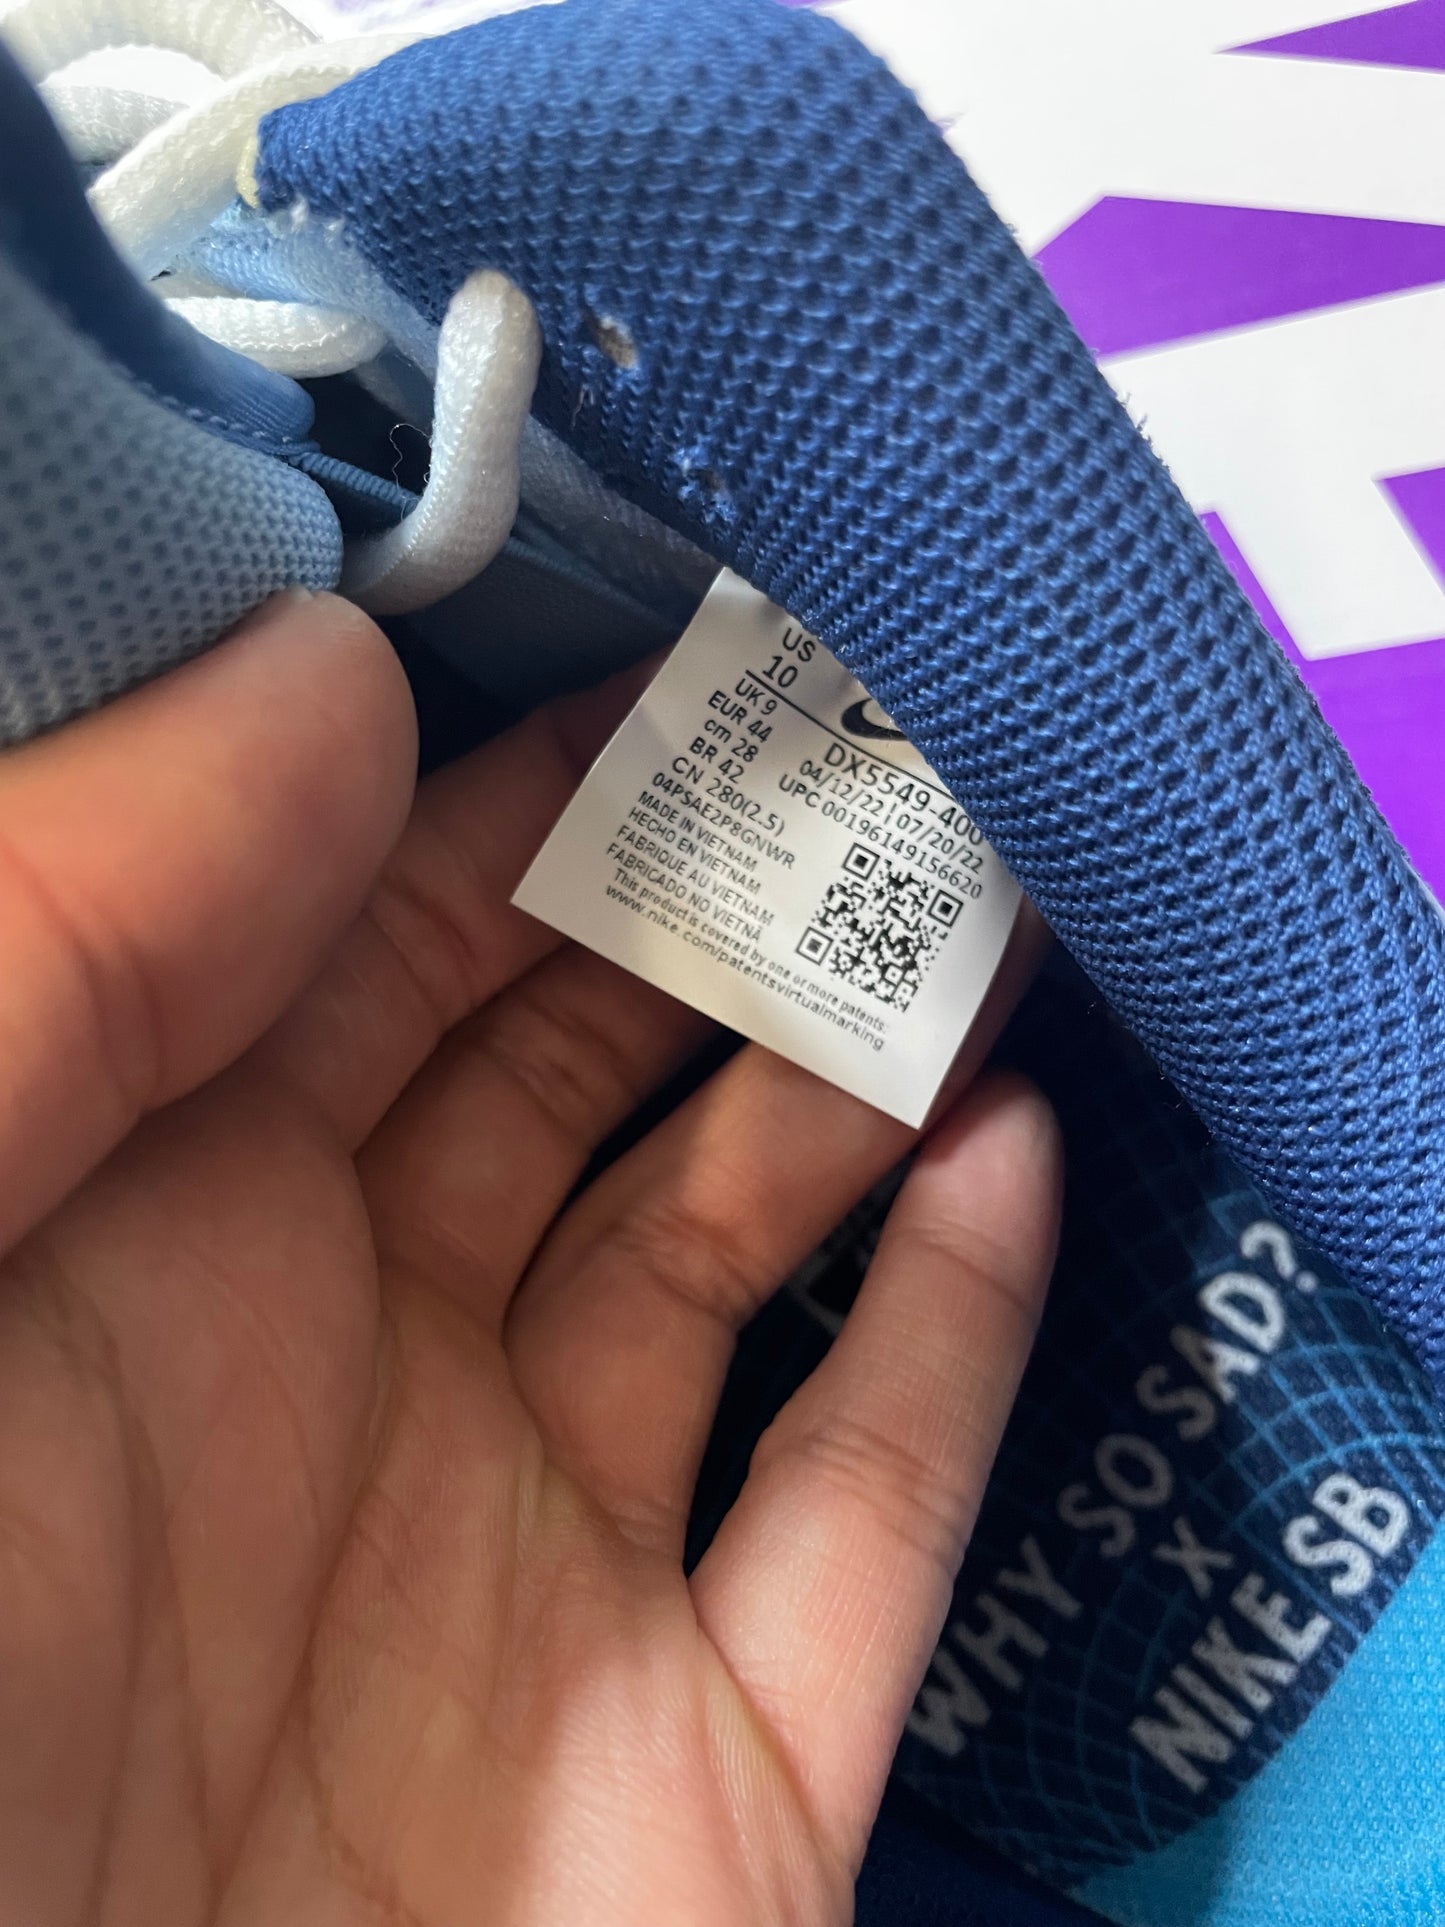 US
10
UK 9
EUR 44
cm 28
BR 42
CN 280(2.5)
04PSAE2P8GNWR
MADE IN VIETNAM
HECHO EN VIETNAM
FABRIQUE AU VIETNAM
FABRICADO NO VIETNÃ
This product is covered by one or more patents:
www.nike.com/patentsvirtualmarking
DX5549-400
04/12/22 | 07/20/22
UPC 00196149156620
WHY SO SAD?
X
NIKE SB